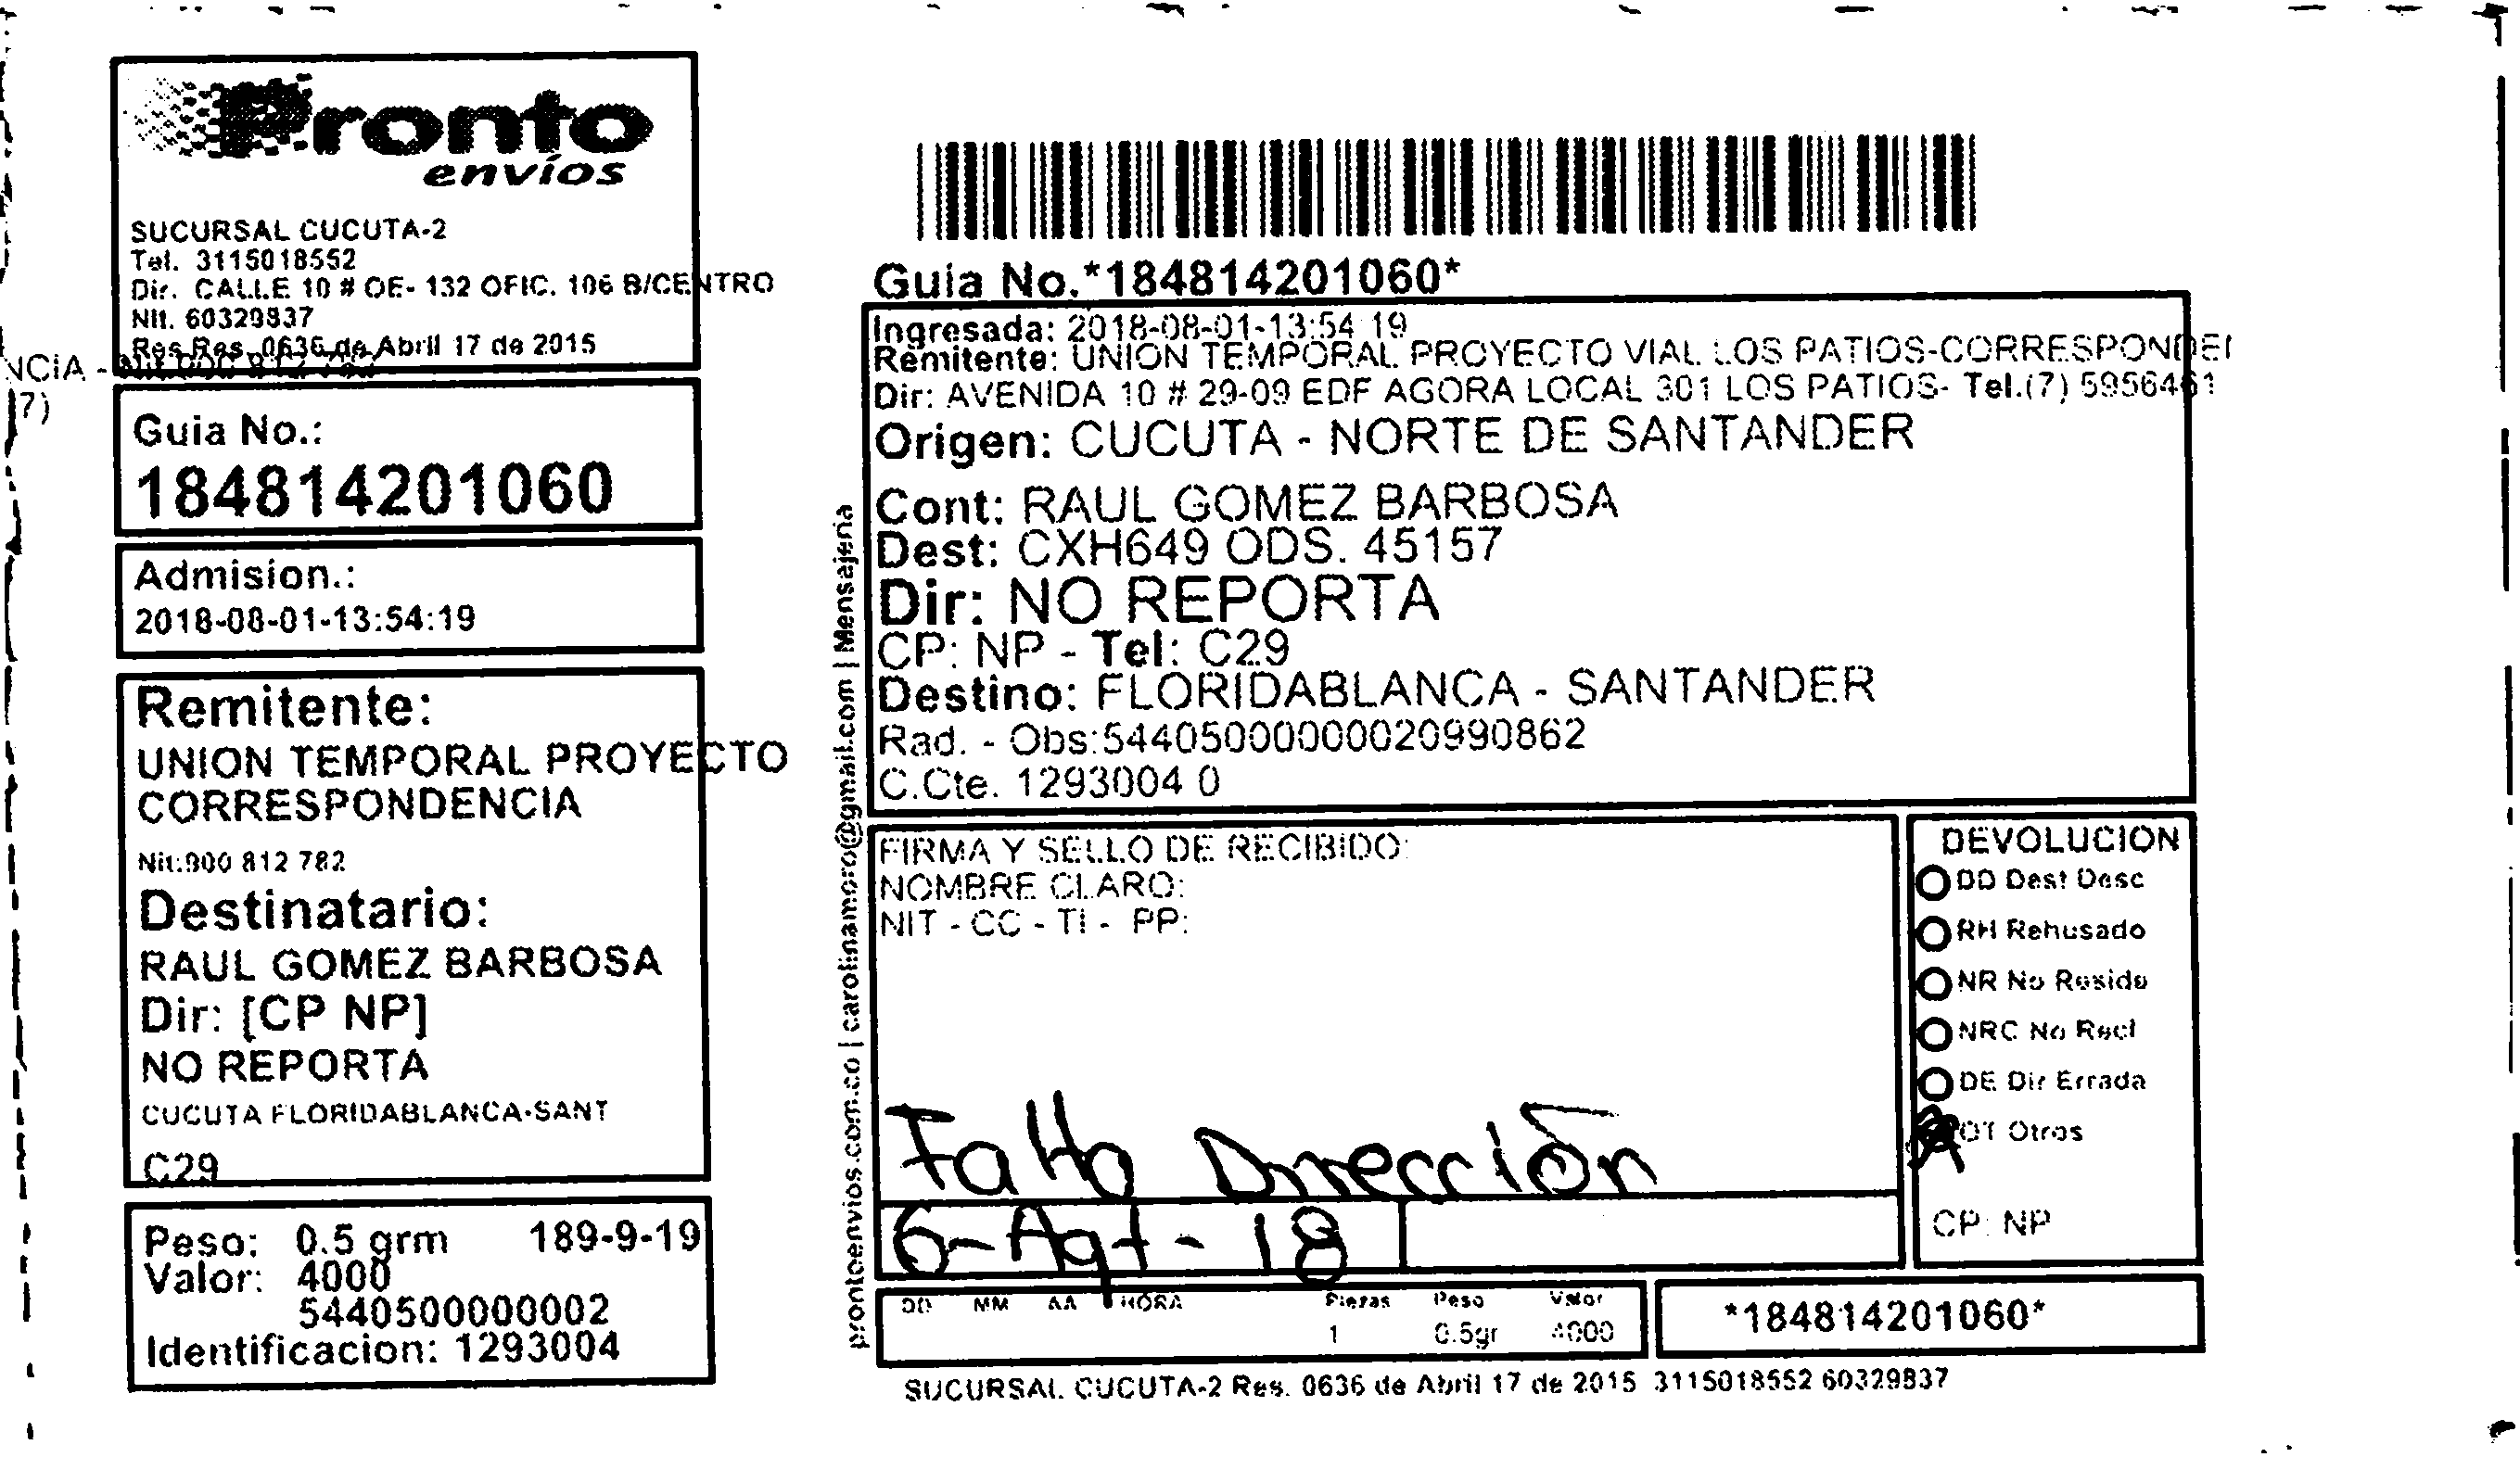 Pronto
envíos
SUCURSAL CUCUTA-2
Tel. 3115018552
Dir. CALLE 10 # OE- 132 OFIC. 106 B/CENTRO
Nit. 60329837
Res Res. 0636 de Abril 17 de 2015
NCIA -
7)
Guia No.:
184814201060
Admision.:
2018-08-01-13:54:19
Remitente:
UNION TEMPORAL PROYECTO
CORRESPONDENCIA
Nit:900 812 782
Destinatario:
RAUL GOMEZ BARBOSA
Dir: [CP NP]
NO REPORTA
CUCUTA FLORIDABLANCA-SANT
C29
Peso: 0.5 grm 189-9-19
Valor: 4000
5440500000002
Identificacion: 1293004
prontoenvios.com.co | carolinamoro@gmail.com | Mensajeria
Guia No.*184814201060*
Ingresada: 2018-08-01-13:54:19
Remitente: UNION TEMPORAL PROYECTO VIAL LOS PATIOS-CORRESPONDEI
Dir: AVENIDA 10 # 29-09 EDF AGORA LOCAL 301 LOS PATIOS- Tel.(7) 5956461
Origen: CUCUTA - NORTE DE SANTANDER
Cont: RAUL GOMEZ BARBOSA
Dest: CXH649 ODS. 45157
Dir: NO REPORTA
CP: NP - Tel: C29
Destino: FLORIDABLANCA - SANTANDER
Rad. - Obs:544050000000020990862
C.Cte. 1293004 0
FIRMA Y SELLO DE RECIBIDO:
NOMBRE CLARO:
NIT - CC - TI - PP:
Falta Dirección
6-Agt-18
DD MM AA HORA Piezas Peso Valor
1 0.5gr 4000
DEVOLUCION
DD Dest Desc
RH Rehusado
NR No Reside
NRC No Recl
DE Dir Errada
OT Otros
CP: NP
*184814201060*
SUCURSAL CUCUTA-2 Res. 0636 de Abril 17 de 2015 3115018552 60329837